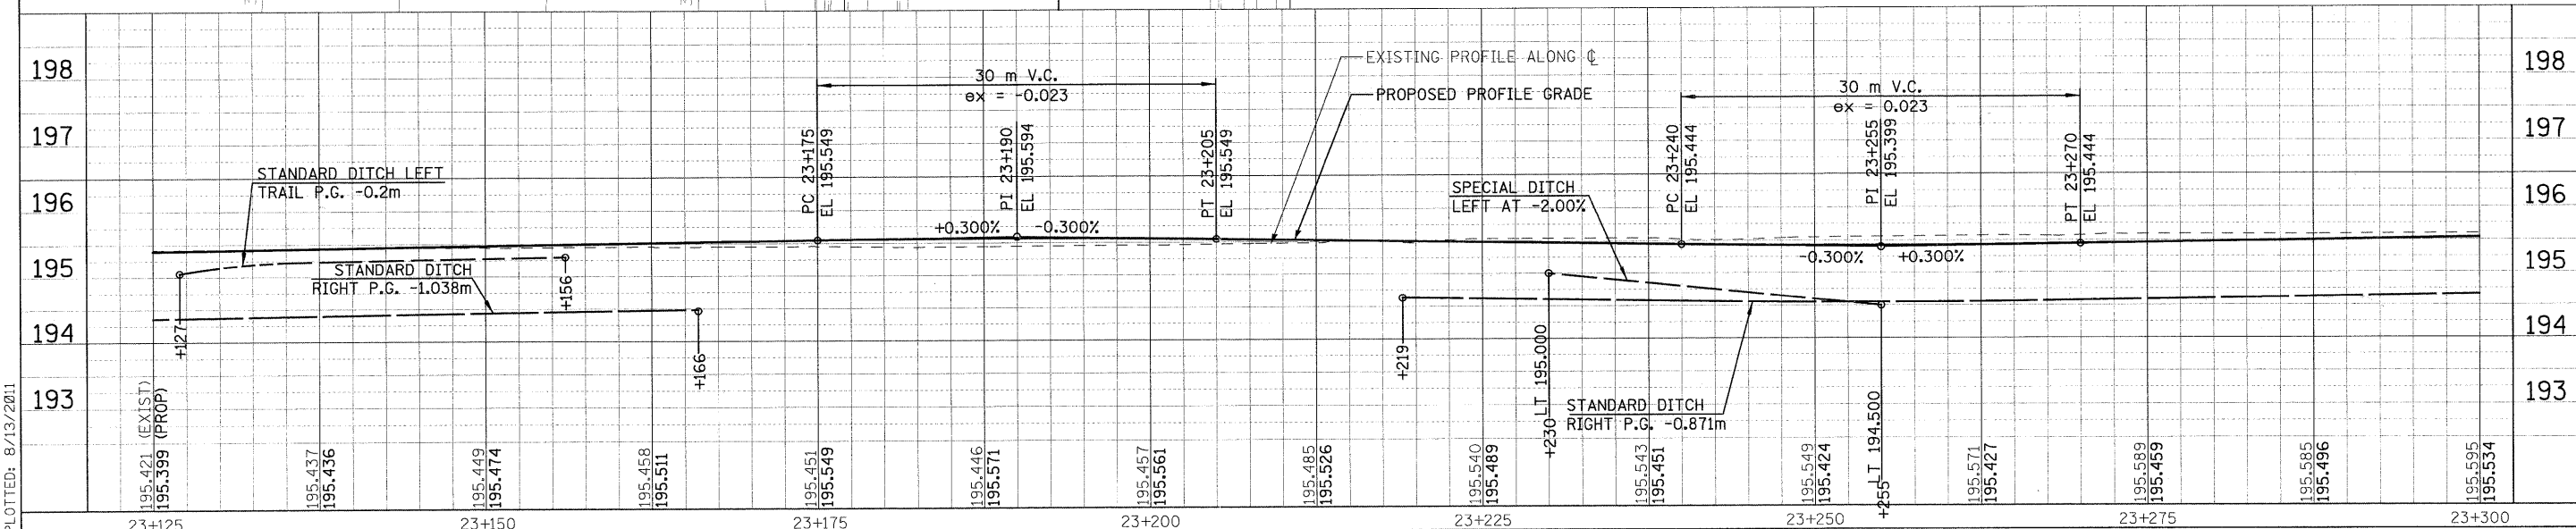 198
197
196
195
194
193
198
197
196
195
194
193
PLOTTED: 8/13/2011
STANDARD DITCH LEFT
TRAIL P.G. -0.2m
STANDARD DITCH
RIGHT P.G. -1.038m
+127
+156
+166
30 m V.C.
ex = -0.023
PC 23+175
EL 195.549
PI 23+190
EL 195.594
PT 23+205
EL 195.549
+0.300%
-0.300%
EXISTING PROFILE ALONG ℄
PROPOSED PROFILE GRADE
SPECIAL DITCH
LEFT AT -2.00%
30 m V.C.
ex = 0.023
PC 23+240
EL 195.444
PI 23+255
EL 195.399
PT 23+270
EL 195.444
-0.300%
+0.300%
+219
+230
LT 195.000
STANDARD DITCH
RIGHT P.G. -0.871m
+255
LT 194.500
195.421 (EXIST)
195.399 (PROP)
195.437
195.436
195.449
195.474
195.458
195.511
195.451
195.549
195.446
195.571
195.457
195.561
195.485
195.526
195.540
195.489
195.543
195.451
195.549
195.424
195.571
195.427
195.589
195.459
195.585
195.496
195.595
195.534
23+125
23+150
23+175
23+200
23+225
23+250
23+275
23+300